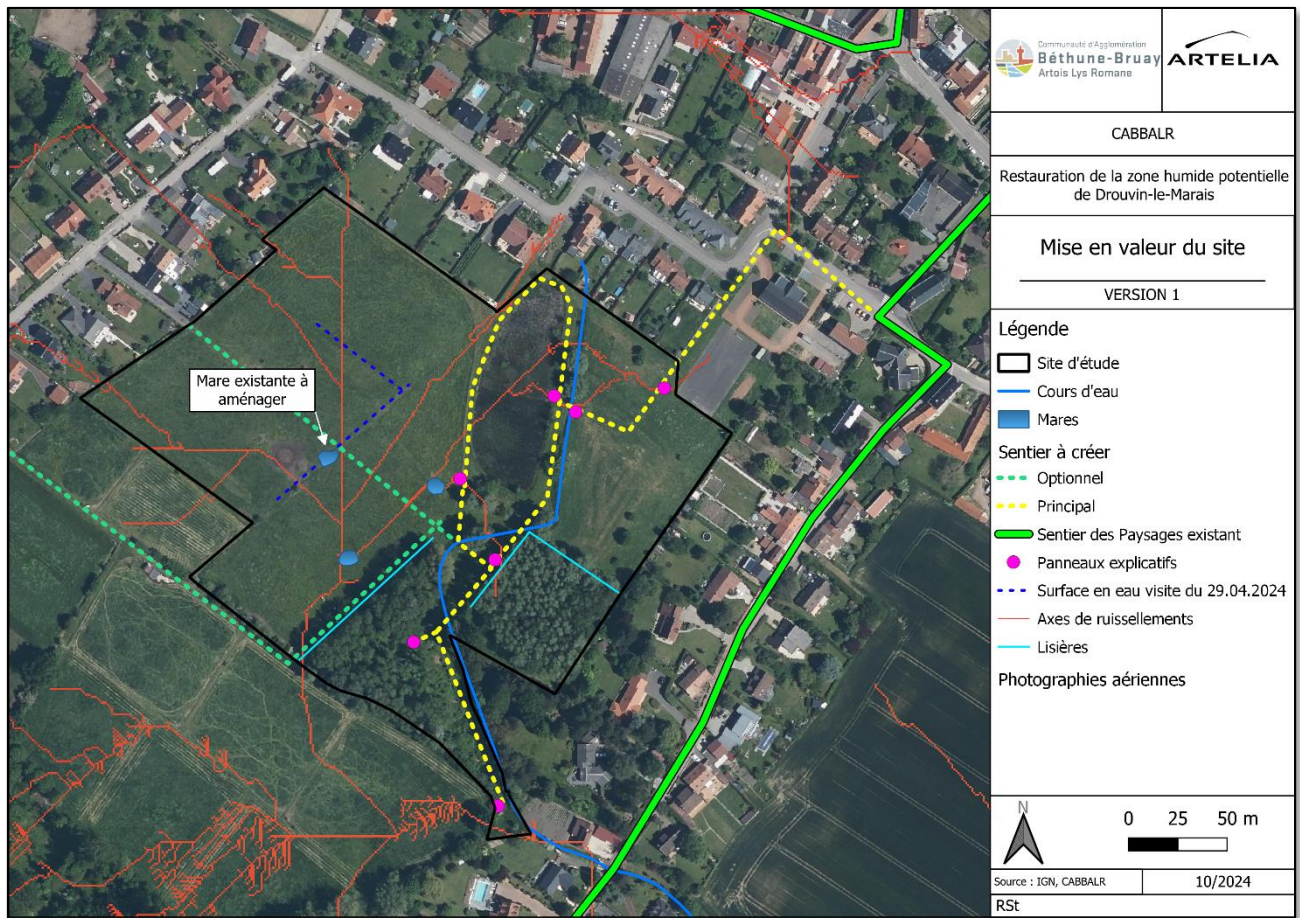 Mare existante à
aménager
Communauté d'Agglomération
Béthune-Bruay
Artois Lys Romane
ARTELIA
CABBALR
Restauration de la zone humide potentielle
de Drouvin-le-Marais
Mise en valeur du site
VERSION 1
Légende
Site d'étude
Cours d'eau
Mares
Sentier à créer
Optionnel
Principal
Sentier des Paysages existant
Panneaux explicatifs
Surface en eau visite du 29.04.2024
Axes de ruissellements
Lisières
Photographies aériennes
N
0 25 50 m
Source : IGN, CABBALR
10/2024
RSt